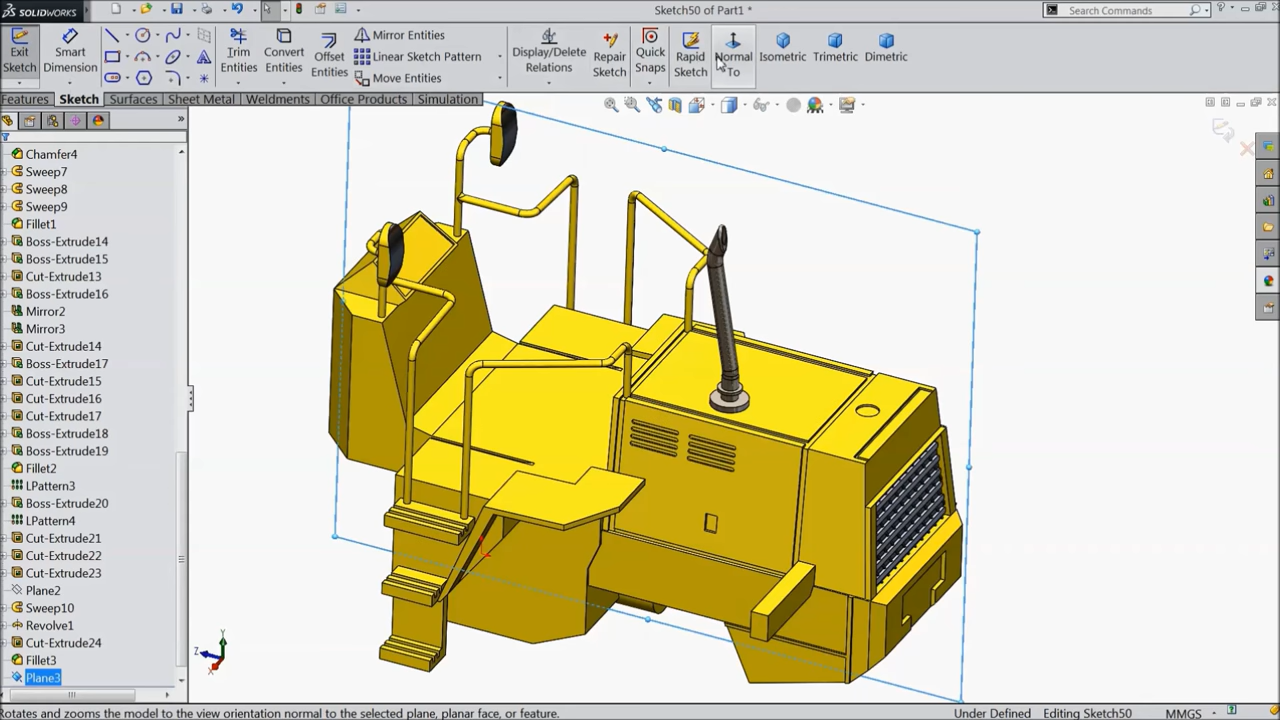 SOLIDWORKS
Sketch50 of Part1 *
Search Commands
Exit Sketch
Smart Dimension
Trim Entities
Convert Entities
Offset Entities
Mirror Entities
Linear Sketch Pattern
Move Entities
Display/Delete Relations
Repair Sketch
Quick Snaps
Rapid Sketch
Normal To
Isometric
Trimetric
Dimetric
Features
Sketch
Surfaces
Sheet Metal
Weldments
Office Products
Simulation
Chamfer4
Sweep7
Sweep8
Sweep9
Fillet1
Boss-Extrude14
Boss-Extrude15
Cut-Extrude13
Boss-Extrude16
Mirror2
Mirror3
Cut-Extrude14
Boss-Extrude17
Cut-Extrude15
Cut-Extrude16
Cut-Extrude17
Boss-Extrude18
Boss-Extrude19
Fillet2
LPattern3
Boss-Extrude20
LPattern4
Cut-Extrude21
Cut-Extrude22
Cut-Extrude23
Plane2
Sweep10
Revolve1
Cut-Extrude24
Fillet3
Plane3
Y
Z
X
Rotates and zooms the model to the view orientation normal to the selected plane, planar face, or feature.
Under Defined
Editing Sketch50
MMGS